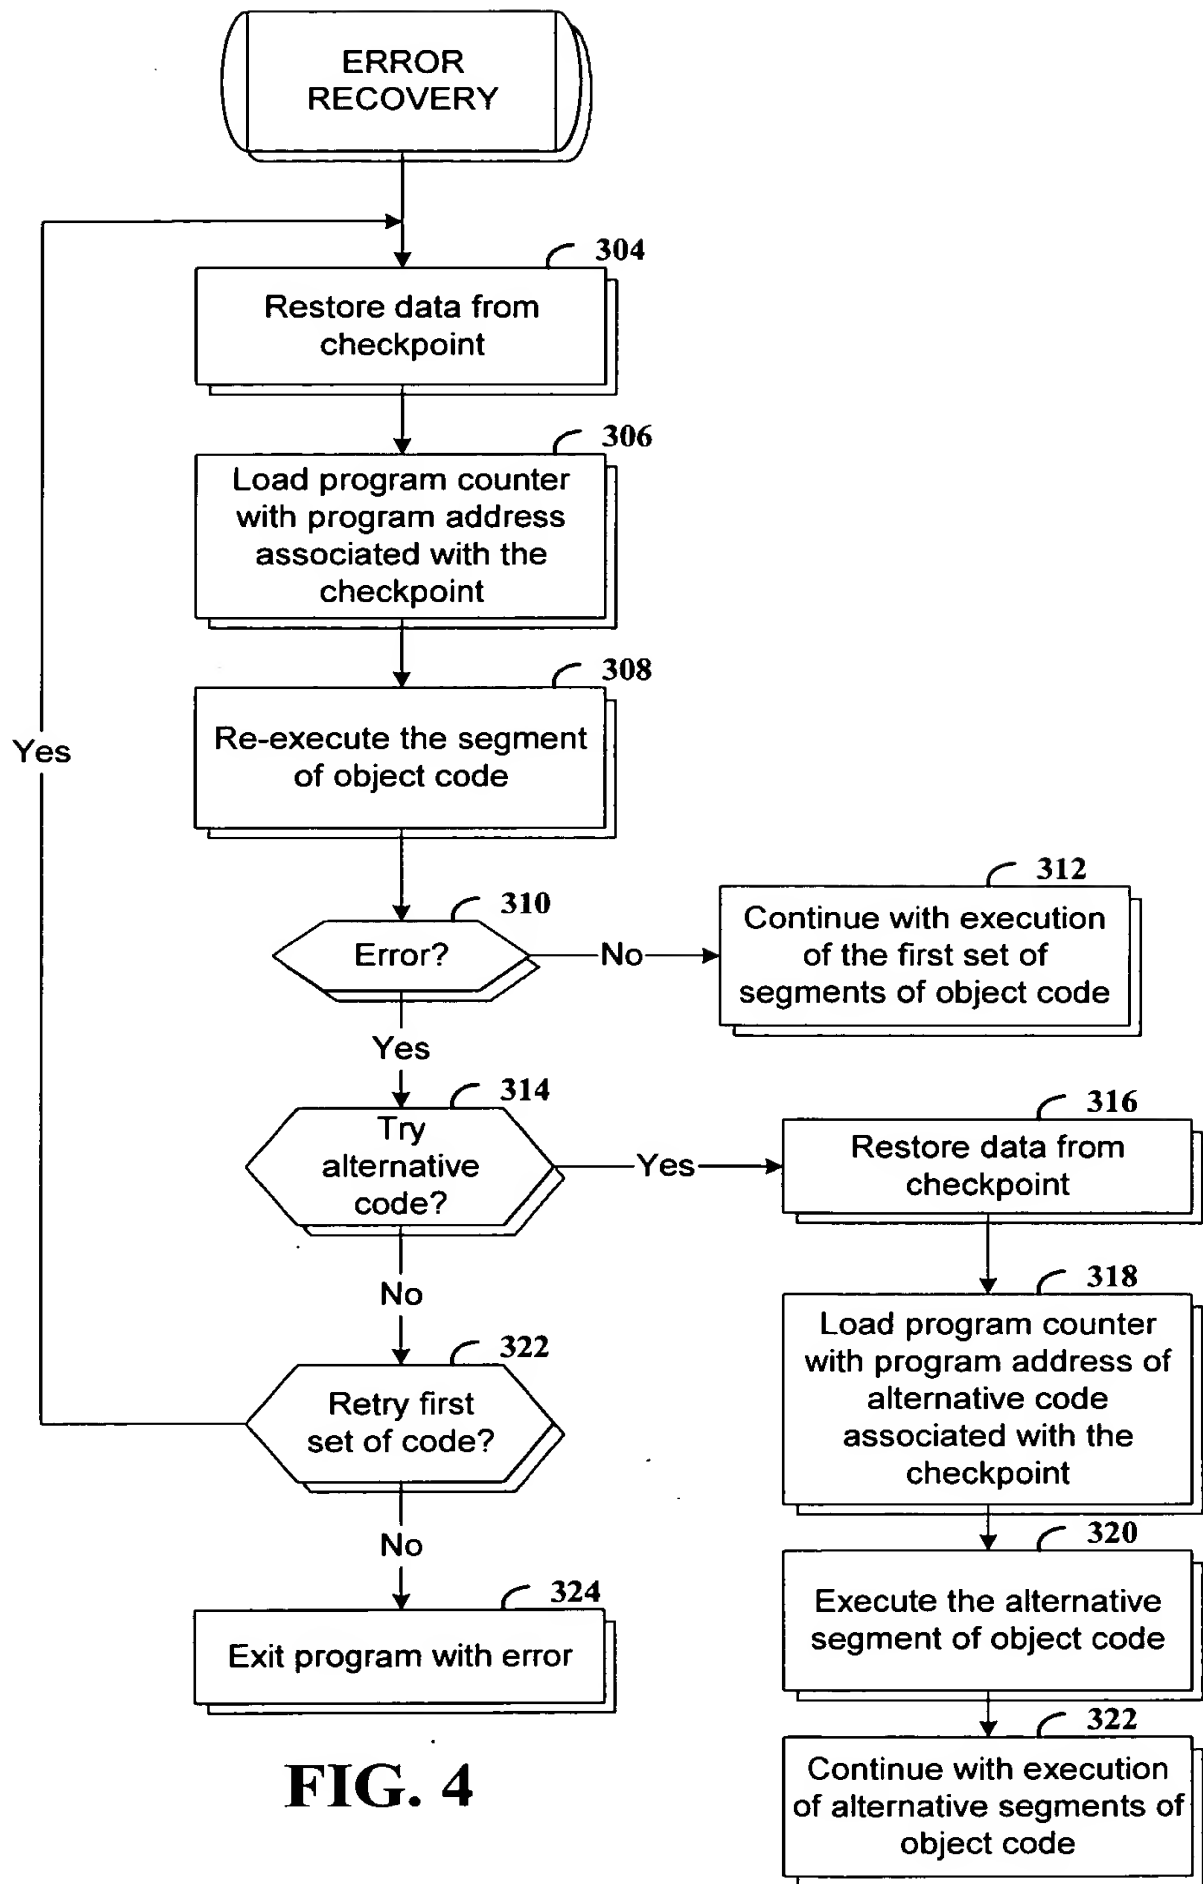 ERROR
RECOVERY
304
Restore data from
checkpoint
306
Load program counter
with program address
associated with the
checkpoint
308
Re-execute the segment
of object code
Yes
310
Error?
No
312
Continue with execution
of the first set of
segments of object code
Yes
314
Try
alternative
code?
Yes
316
Restore data from
checkpoint
No
318
Load program counter
with program address of
alternative code
associated with the
checkpoint
322
Retry first
set of code?
No
320
Execute the alternative
segment of object code
324
Exit program with error
322
Continue with execution
of alternative segments of
object code
FIG. 4